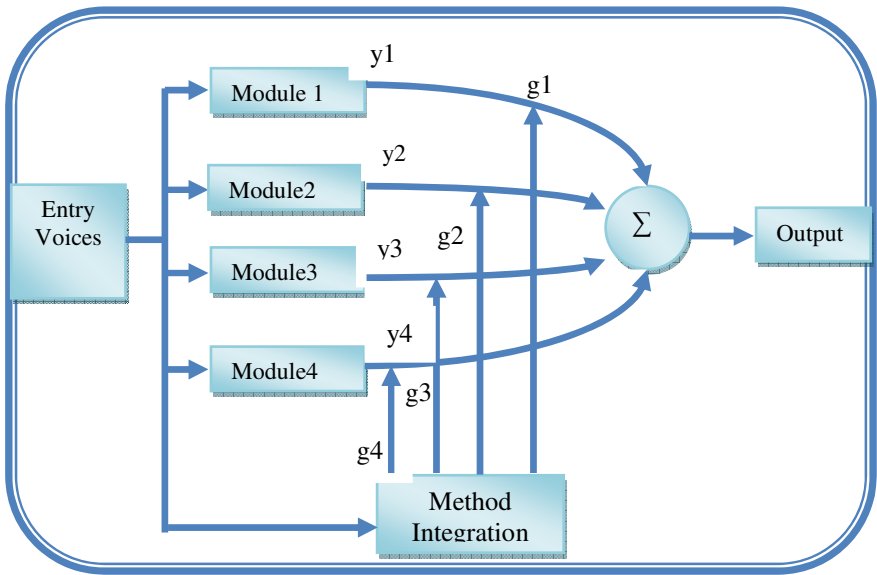 y1
g1
Module 1
y2
Module2
Entry
Voices
g2
y3
Σ
Output
Module3
y4
Module4
g3
g4
Method
Integration